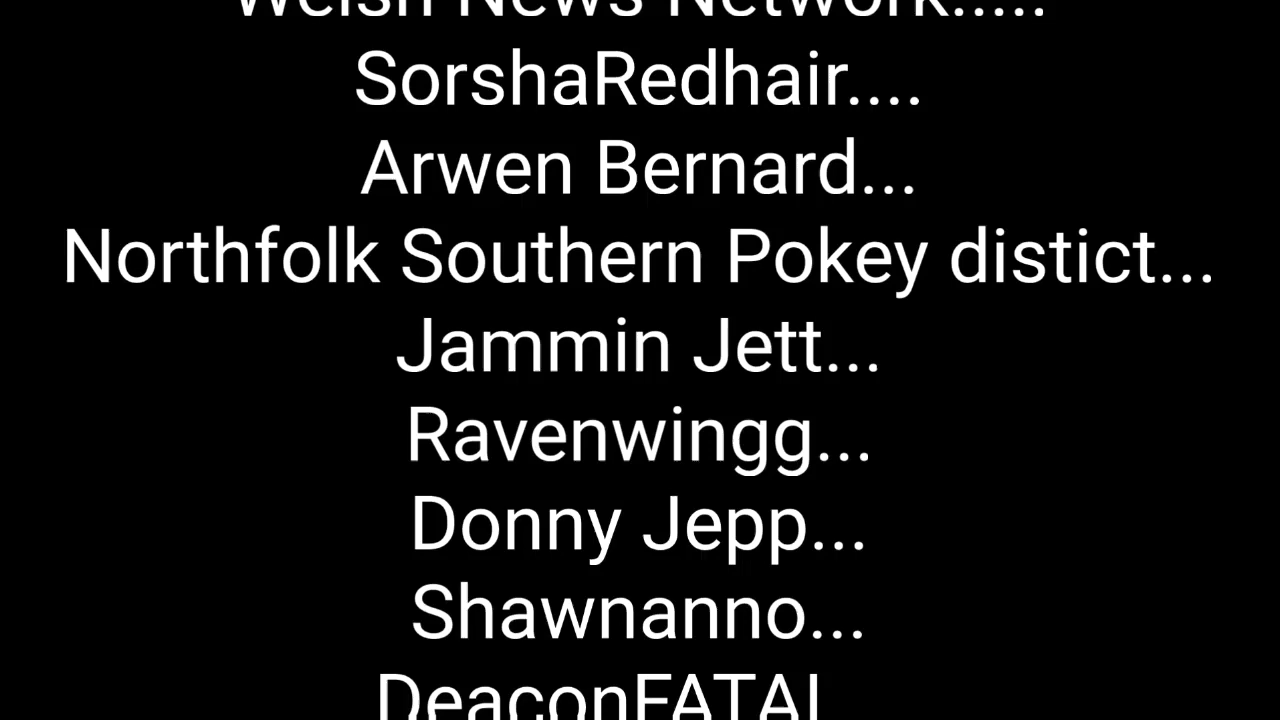 Welsh News Network.....
SorshaRedhair....
Arwen Bernard...
Northfolk Southern Pokey distict...
Jammin Jett...
Ravenwingg...
Donny Jepp...
Shawnanno...
DeaconFATAL